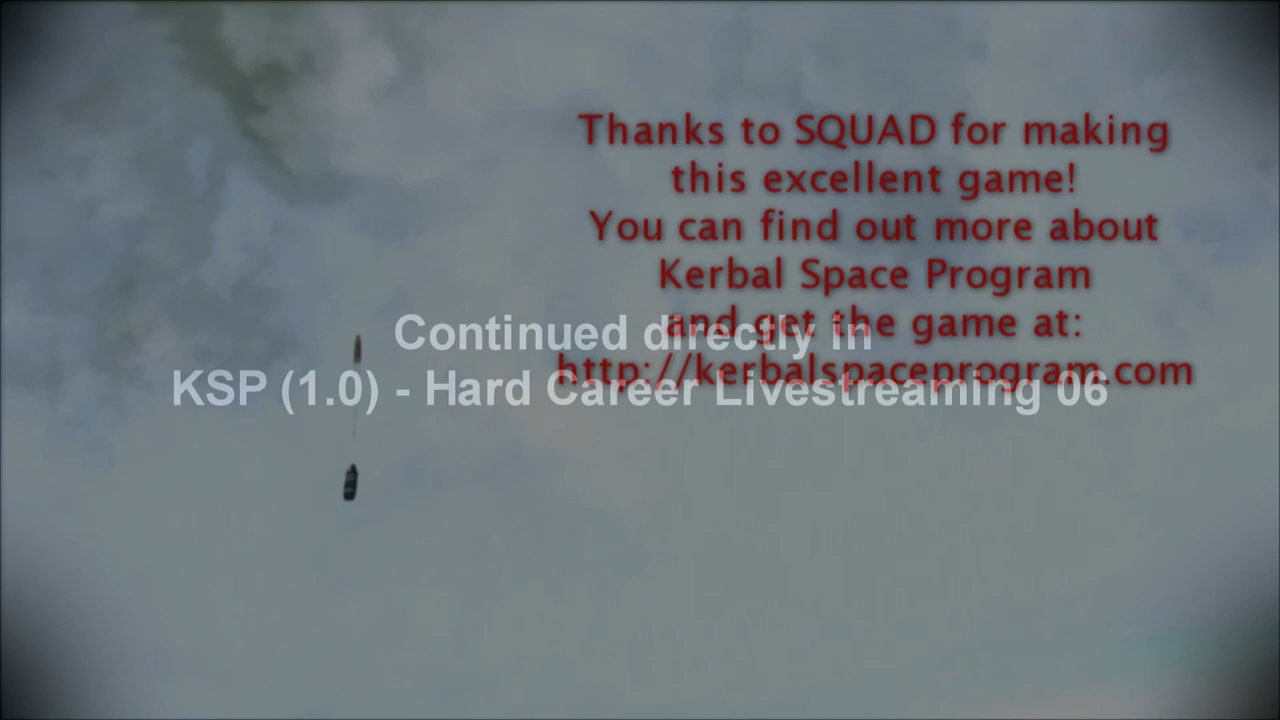 Thanks to SQUAD for making
this excellent game!
You can find out more about
Kerbal Space Program
and get the game at:
http://kerbalspaceprogram.com
Continued directly in
KSP (1.0) - Hard Career Livestreaming 06